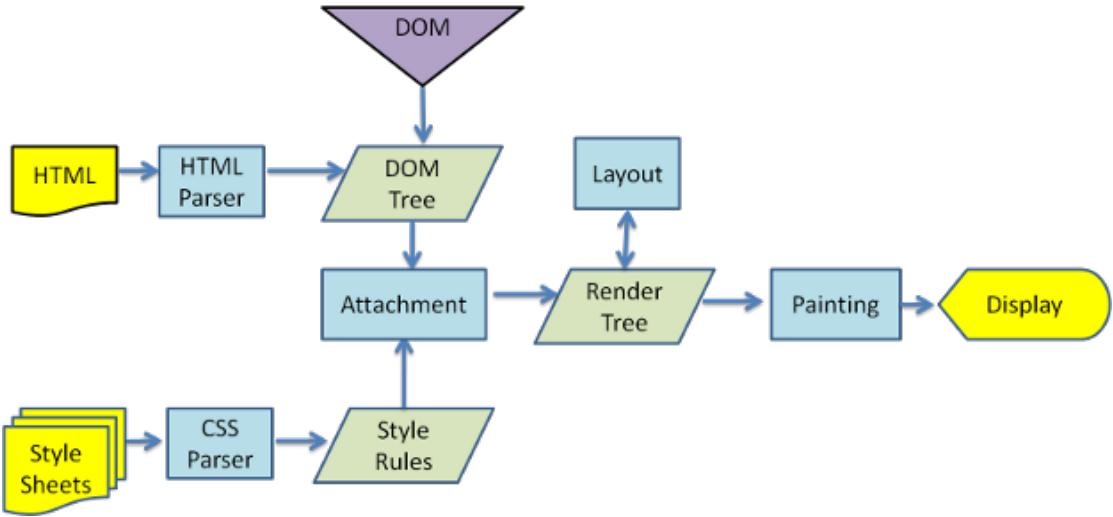 DOM
HTML
HTML
Parser
DOM
Tree
Layout
Attachment
Render
Tree
Painting
Display
Style
Sheets
CSS
Parser
Style
Rules